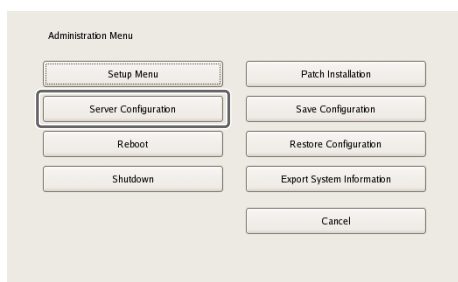 Administration Menu
Setup Menu
Patch Installation
Server Configuration
Save Configuration
Reboot
Restore Configuration
Shutdown
Export System Information
Cancel